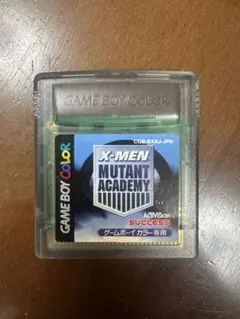 GAME BOY COLOR
CGB-BXAJ-JPN
GAME BOY COLOR
X-MEN
MUTANT
ACADEMY
ACTIVISION
SUCCESS
ゲームボーイカラー専用